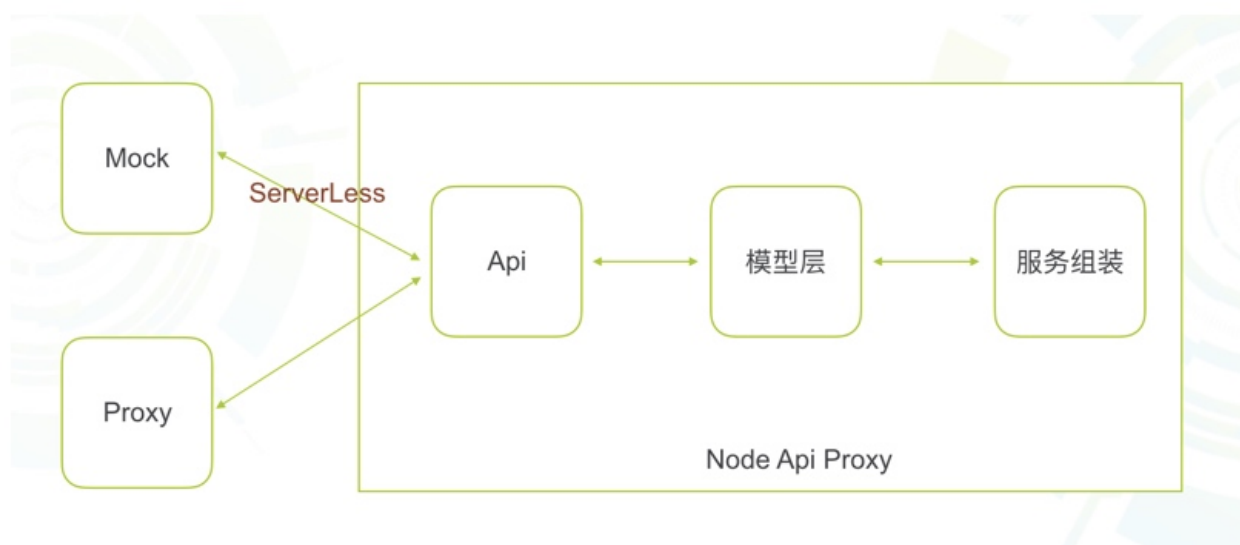 Mock
ServerLess
Api
模型层
服务组装
Proxy
Node Api Proxy